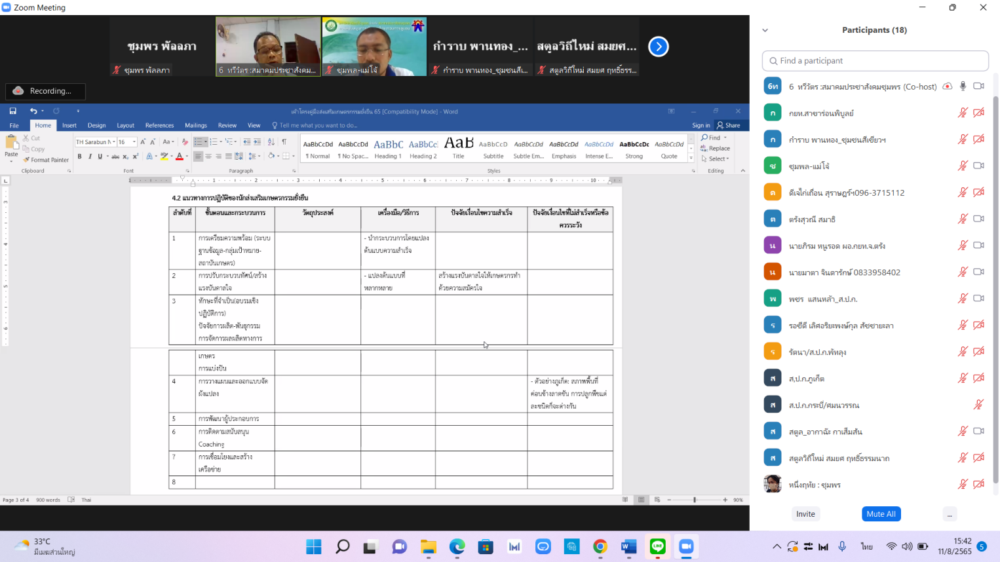 Zoom Meeting
ชุมพร พัลลภา
กำราบ พานทอง_...
สตูลวิถีใหม่ สมยศ...
ชุมพร พัลลภา
6 ทวีวัตร :สมาคมประชาสังคม...
ชุมพล-แม่โจ้
กำราบ พานทอง_ชุมชนสีเ...
สตูลวิถีใหม่ สมยศ ฤทธิ์ธรร...
Recording...
เค้าโครงคู่มือส่งเสริมเกษตรกรรมยั่งยืน 65 [Compatibility Mode] - Word
File Home Insert Design Layout References Mailings Review View Tell me what you want to do...
Sign in Share
Cut
Copy
Format Painter
Paste
TH Sarabun N 16
AaBbCcDd AaBbCcDd AaBbC AaBbCc AaB AaBbCcD AaBbCcDd AaBbCcDd AaBbCcDd AaBbCcDc AaBbCcDd
¶ Normal ¶ No Spac... Heading 1 Heading 2 Title Subtitle Subtle Em... Emphasis Intense E... Strong Quote
Find
Replace
Select
Clipboard Font Paragraph Styles Editing
4.2 แนวทางการปฏิบัติของนักส่งเสริมเกษตรกรรมยั่งยืน
ลำดับที่ ขั้นตอนและกระบวนการ วัตถุประสงค์ เครื่องมือ/วิธีการ ปัจจัยเงื่อนไขความสำเร็จ ปัจจัยเงื่อนไขที่ไม่สำเร็จหรือข้อ
ควรระวัง
1 การเตรียมความพร้อม (ระบบ - นำกระบวนการโดยแปลง
ฐานข้อมูล-กลุ่มเป้าหมาย- ต้นแบบความสำเร็จ
สถาบันเกษตร)
2 การปรับกระบวนทัศน์/สร้าง - แปลงต้นแบบที่ สร้างแรงบันดาลใจให้เกษตรกรทำ
แรงบันดาลใจ หลากหลาย ด้วยความสมัครใจ
3 ทักษะที่จำเป็น(อบรมเชิง
ปฏิบัติการ)
ปัจจัยการผลิต-พันธุกรรม
การจัดการผลผลิตทางการ
เกษตร
การแบ่งปัน
4 การวางแผนและออกแบบจัด - ตัวอย่างภูเก็ต: สภาพพื้นที่
ผังแปลง ค่อนข้างลาดชัน การปลูกพืชแต่
ละชนิดก็จะต่างกัน
5 การพัฒนาผู้ประกอบการ
6 การติดตามสนับสนุน
Coaching
7 การเชื่อมโยงและสร้าง
เครือข่าย
8
Page 3 of 4 900 words Thai
90%
Participants (18)
Find a participant
6ท 6 ทวีวัตร :สมาคมประชาสังคมชุมพร (Co-host)
ก กยท.สาขาร่อนพิบูลย์
ก กำราบ พานทอง_ชุมชนสีเขียวฯ
ช ชุมพล-แม่โจ้
ด ดีเจไก่เถื่อน สุราษฎร์ฯ096-3715112
ต ตรังสุวณี สมาธิ
น นายภิรม หนูรอด ผอ.กยท.จ.ตรัง
น นายมาตา จินดารักษ์ 0833958402
พ พชร แสนหล้า_ส.ป.ก.
ร รอซีดี เลิศอริยะพงษ์กุล สัชชายะลา
ร รัตนา/ส.ป.ก.พัทลุง
ส ส,ป.ก.ภูเก็ต
ส ส.ป.ก.กระบี่/ศมนวรรณ
ส สตูล_อากาฉ๊ะ กาเส็มส้น
ส สตูลวิถีใหม่ สมยศ ฤทธิ์ธรรมนาถ
หนึ่งฤทัย : ชุมพร
Invite
Mute All
...
33°C
มีเมฆส่วนใหญ่
ไทย
15:42
11/8/2565
5